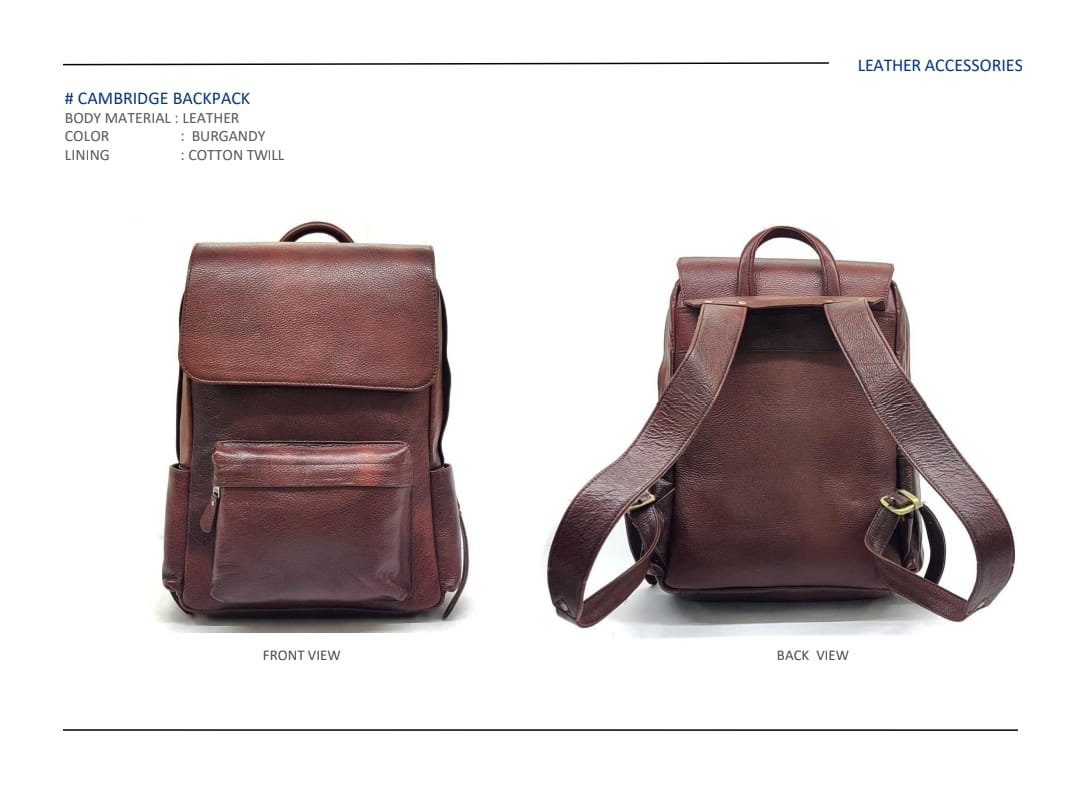 LEATHER ACCESSORIES
# CAMBRIDGE BACKPACK
BODY MATERIAL : LEATHER
COLOR : BURGANDY
LINING : COTTON TWILL
FRONT VIEW
BACK VIEW